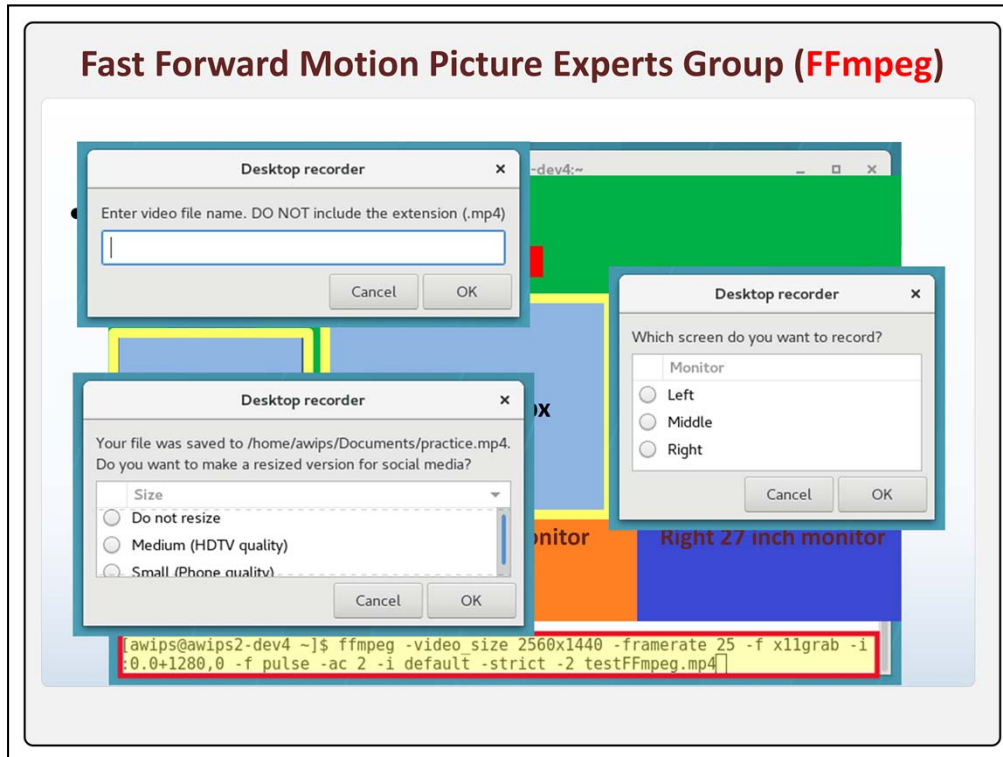 Fast Forward Motion Picture Experts Group (FFmpeg)
Desktop recorder
Enter video file name. DO NOT include the extension (.mp4)
Cancel
OK
-dev4:~
Desktop recorder
Which screen do you want to record?
Monitor
Left
Middle
Right
Cancel
OK
Desktop recorder
Your file was saved to /home/awips/Documents/practice.mp4.
Do you want to make a resized version for social media?
Size
Do not resize
Medium (HDTV quality)
Small (Phone quality)
Cancel
OK
Right 27 inch monitor
[awips@awips2-dev4 ~]$ ffmpeg -video_size 2560x1440 -framerate 25 -f x11grab -i
:0.0+1280,0 -f pulse -ac 2 -i default -strict -2 testFFmpeg.mp4